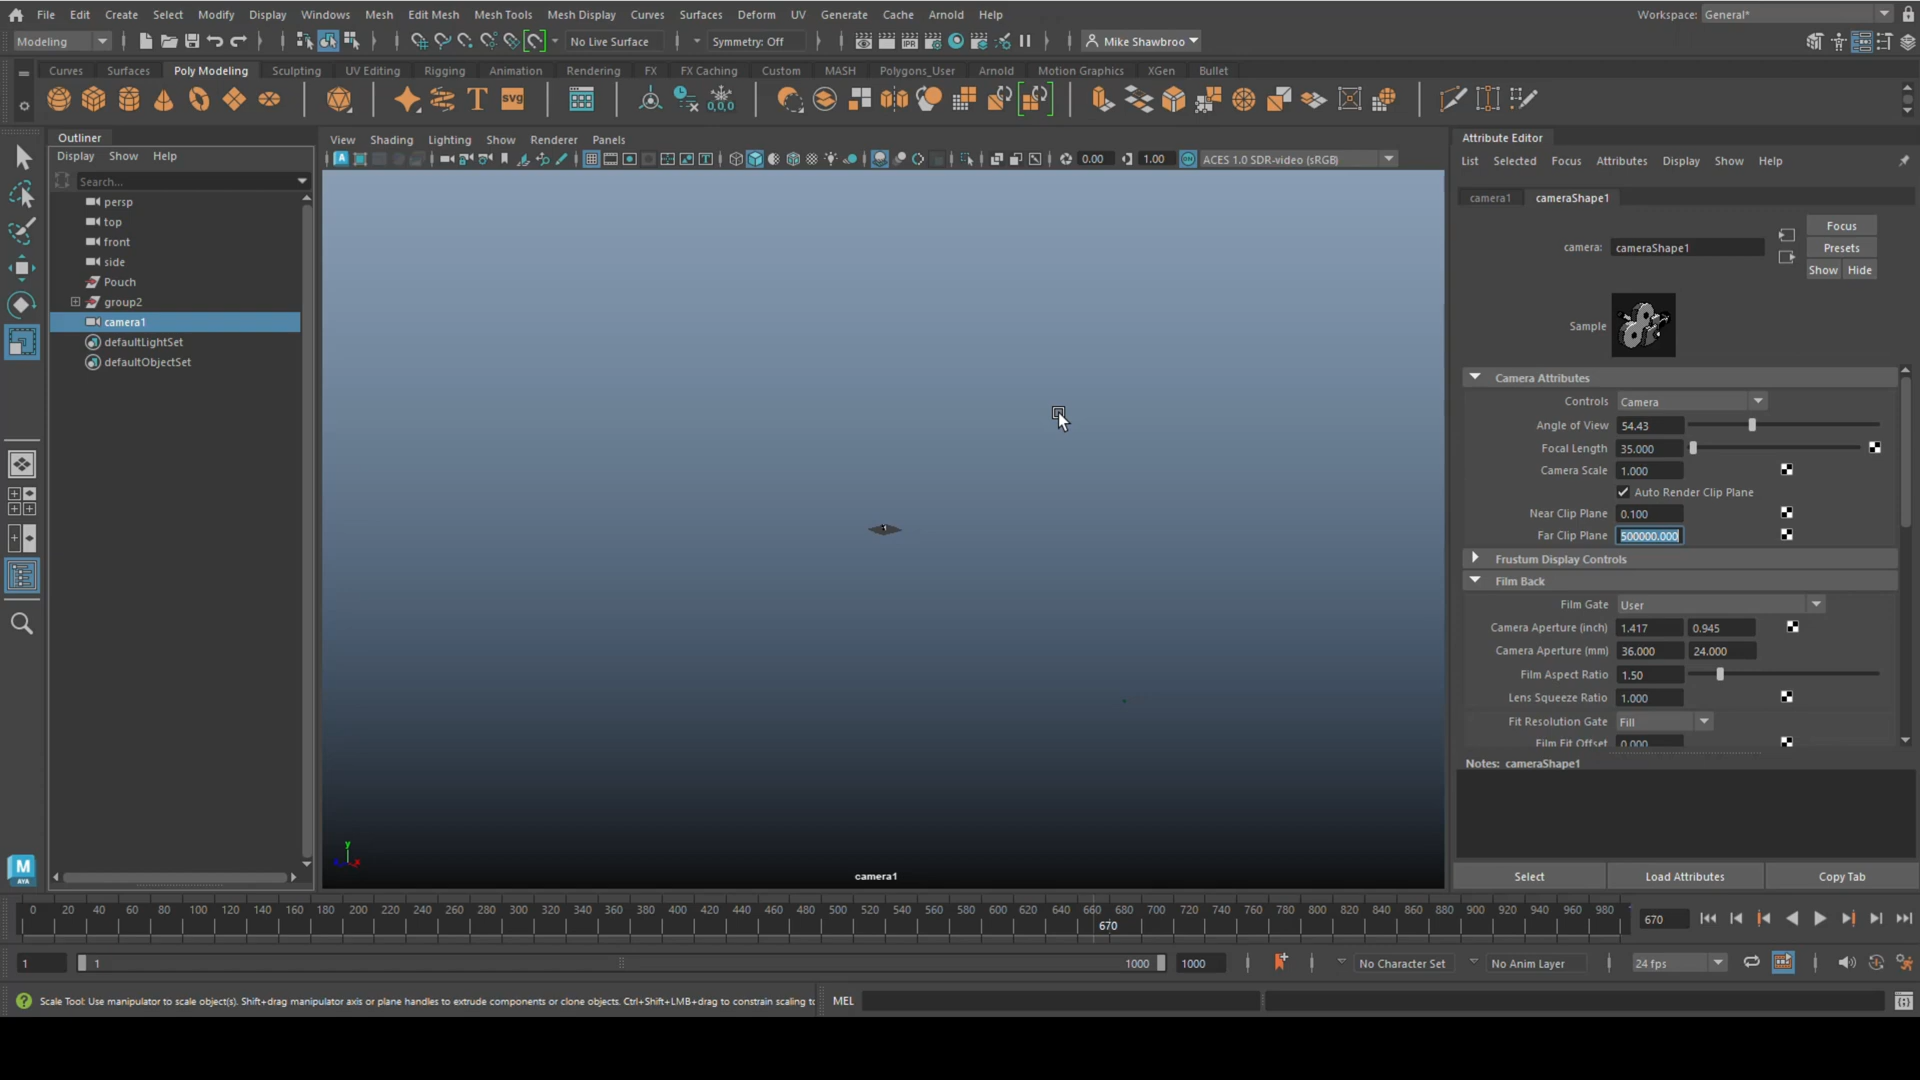 File Edit Create Select Modify Display Windows Mesh Edit Mesh Mesh Tools Mesh Display Curves Surfaces Deform UV Generate Cache Arnold Help Workspace: General*
Modeling No Live Surface Symmetry: Off IPR Mike Shawbroo
Curves Surfaces Poly Modeling Sculpting UV Editing Rigging Animation Rendering FX FX Caching Custom MASH Polygons_User Arnold Motion Graphics XGen Bullet
T SVG 0,0,0
Outliner
Display Show Help
Search...
persp
top
front
side
Pouch
group2
camera1
defaultLightSet
defaultObjectSet
View Shading Lighting Show Renderer Panels
0.00 1.00 ACES 1.0 SDR-video (sRGB)
y
x
camera1
Attribute Editor
List Selected Focus Attributes Display Show Help
camera1 cameraShape1
Focus
camera: cameraShape1 Presets
Show Hide
Sample
Camera Attributes
Controls Camera
Angle of View 54.43
Focal Length 35.000
Camera Scale 1.000
Auto Render Clip Plane
Near Clip Plane 0.100
Far Clip Plane 500000.000
Frustum Display Controls
Film Back
Film Gate User
Camera Aperture (inch) 1.417 0.945
Camera Aperture (mm) 36.000 24.000
Film Aspect Ratio 1.50
Lens Squeeze Ratio 1.000
Fit Resolution Gate Fill
Film Fit Offset 0.000
Notes: cameraShape1
Select Load Attributes Copy Tab
M
AYA
0 20 40 60 80 100 120 140 160 180 200 220 240 260 280 300 320 340 360 380 400 420 440 460 480 500 520 540 560 580 600 620 640 660 680 700 720 740 760 780 800 820 840 860 880 900 920 940 960 980
670 670
1 1 1000 1000 No Character Set No Anim Layer 24 fps
Scale Tool: Use manipulator to scale object(s). Shift+drag manipulator axis or plane handles to extrude components or clone objects. Ctrl+Shift+LMB+drag to constrain scaling to MEL